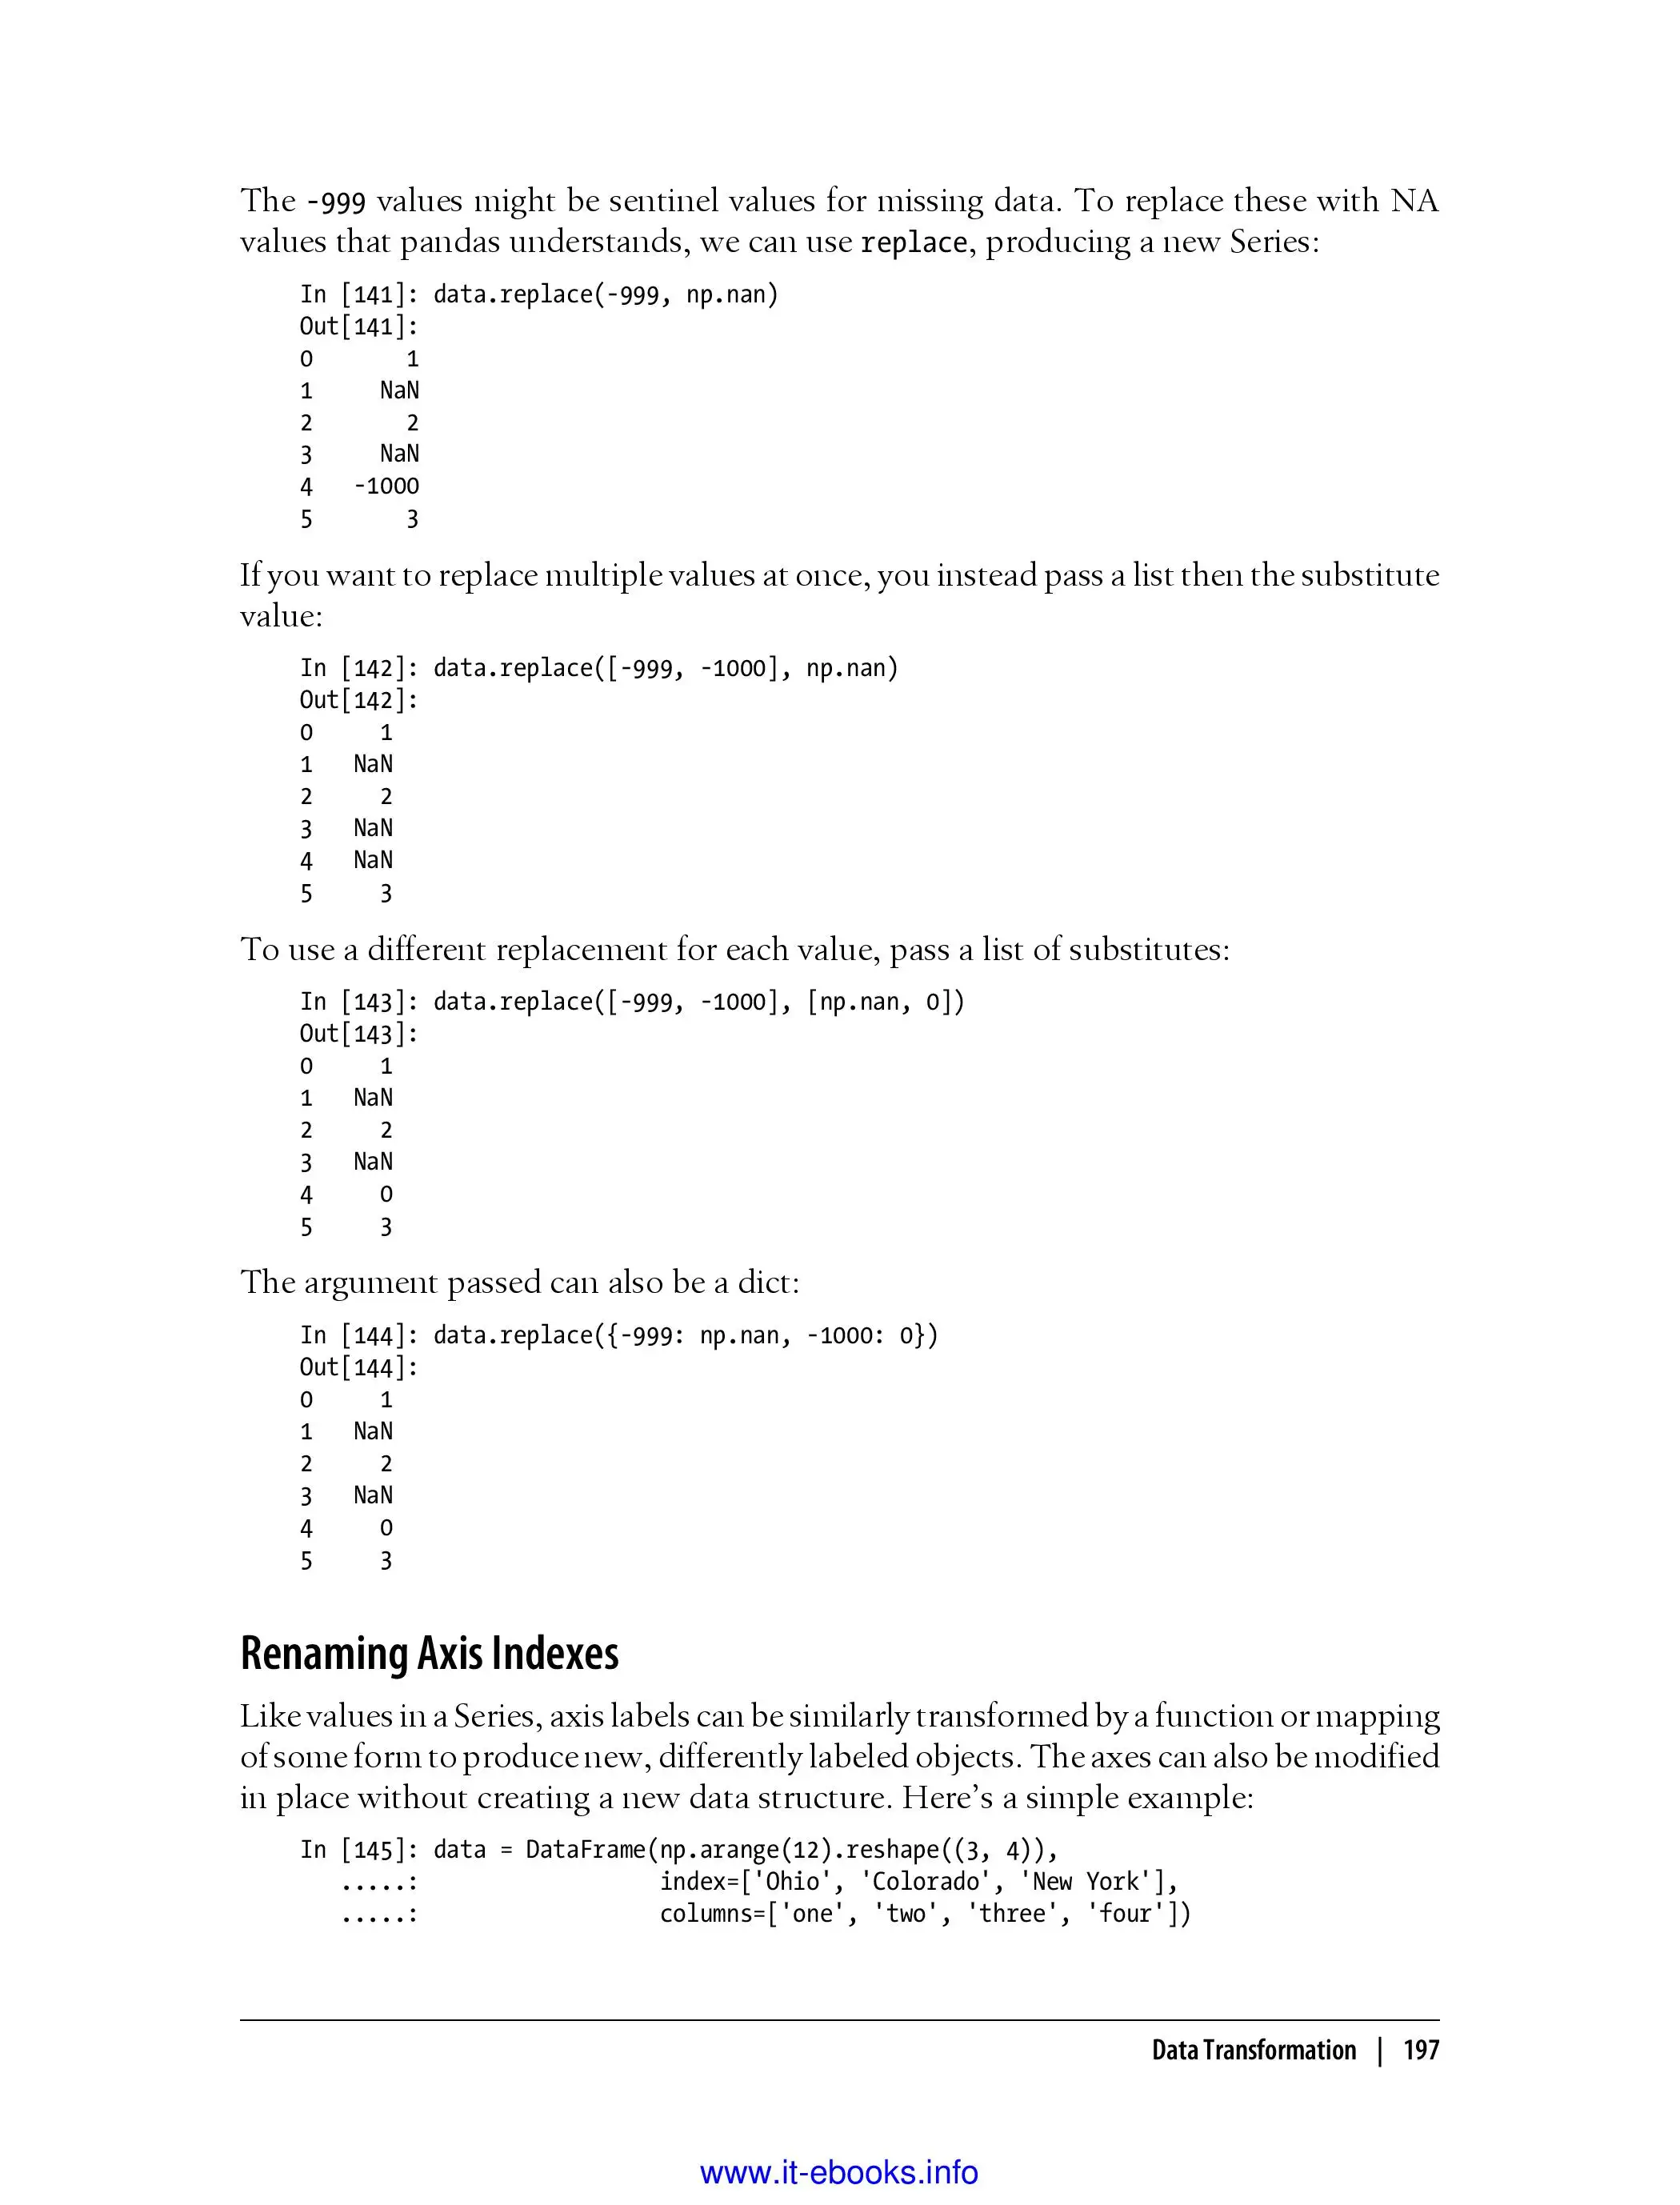 The -999 values might be sentinel values for missing data. To replace these with NA
values that pandas understands, we can use replace, producing a new Series:
In [141]: data.replace(-999, np.nan)
Out[141]:
0       1
1     NaN
2       2
3     NaN
4   -1000
5       3
If you want to replace multiple values at once, you instead pass a list then the substitute
value:
In [142]: data.replace([-999, -1000], np.nan)
Out[142]:
0     1
1   NaN
2     2
3   NaN
4   NaN
5     3
To use a different replacement for each value, pass a list of substitutes:
In [143]: data.replace([-999, -1000], [np.nan, 0])
Out[143]:
0     1
1   NaN
2     2
3   NaN
4     0
5     3
The argument passed can also be a dict:
In [144]: data.replace({-999: np.nan, -1000: 0})
Out[144]:
0     1
1   NaN
2     2
3   NaN
4     0
5     3
Renaming Axis Indexes
Like values in a Series, axis labels can be similarly transformed by a function or mapping
of some form to produce new, differently labeled objects. The axes can also be modified
in place without creating a new data structure. Here’s a simple example:
In [145]: data = DataFrame(np.arange(12).reshape((3, 4)),
   .....:                  index=['Ohio', 'Colorado', 'New York'],
   .....:                  columns=['one', 'two', 'three', 'four'])
Data Transformation | 197
www.it-ebooks.info